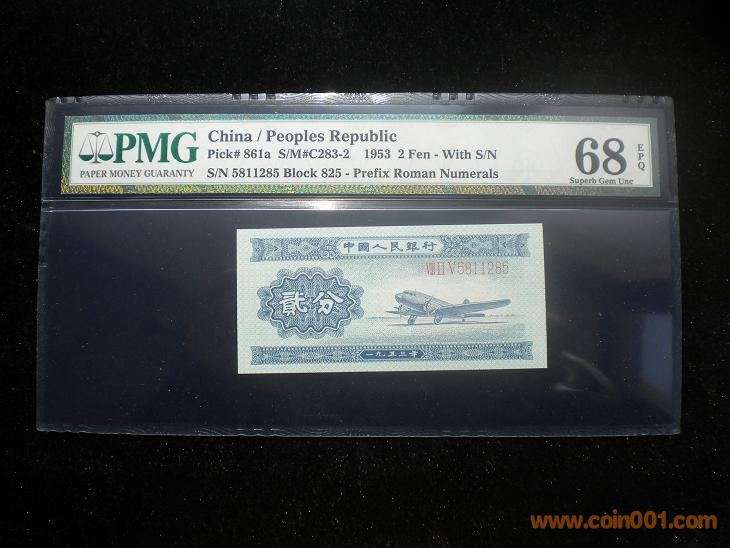 PMG
PAPER MONEY GUARANTY
China / Peoples Republic
Pick# 861a S/M#C283-2 1953 2 Fen - With S/N
S/N 5811285 Block 825 - Prefix Roman Numerals
68
EPQ
Superb Gem Unc
中國人民銀行
VIII II V 5811285
貳分
一九五三年
www.coin001.com